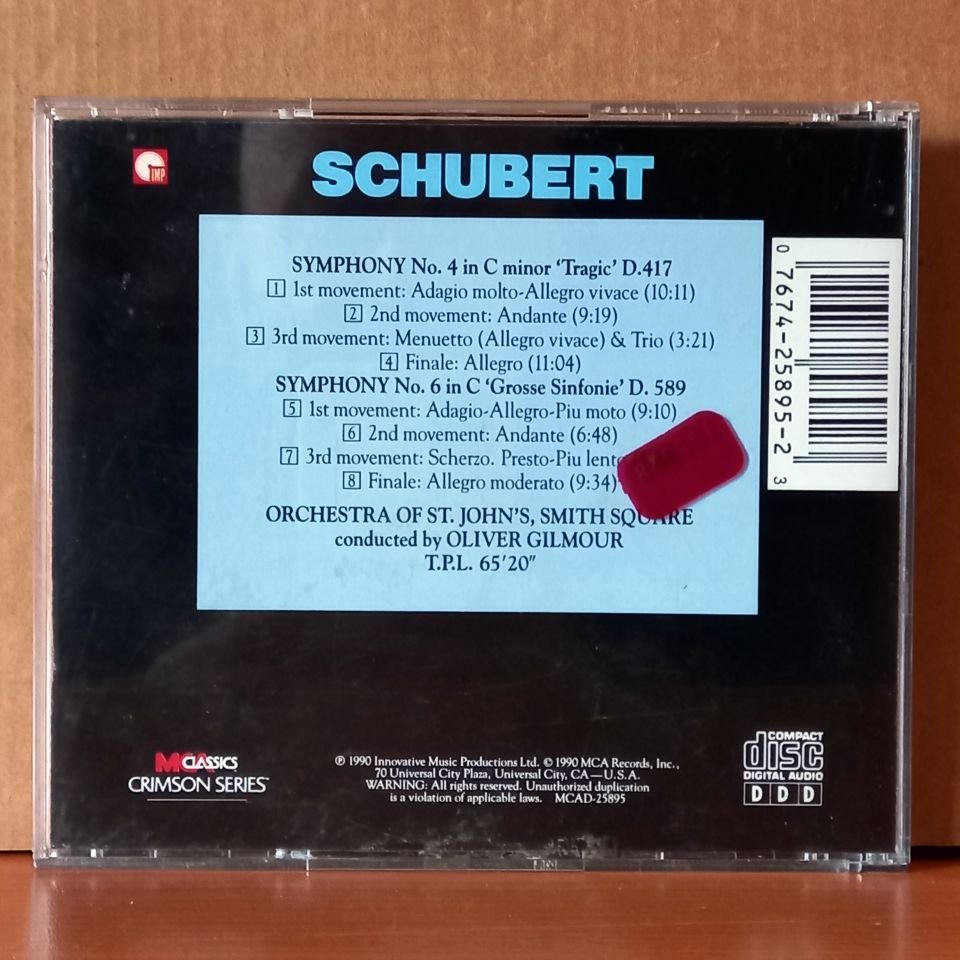 IMP
SCHUBERT
SYMPHONY No. 4 in C minor ‘Tragic’ D.417
1 1st movement: Adagio molto-Allegro vivace (10:11)
2 2nd movement: Andante (9:19)
3 3rd movement: Menuetto (Allegro vivace) & Trio (3:21)
4 Finale: Allegro (11:04)
SYMPHONY No. 6 in C ‘Grosse Sinfonie’ D. 589
5 1st movement: Adagio-Allegro-Piu moto (9:10)
6 2nd movement: Andante (6:48)
7 3rd movement: Scherzo. Presto-Piu lento
8 Finale: Allegro moderato (9:34)
ORCHESTRA OF ST. JOHN'S, SMITH SQUARE
conducted by OLIVER GILMOUR
T.P.L. 65'20"
0 7674-25895-2 3
MCA CLASSICS
CRIMSON SERIES™
℗ 1990 Innovative Music Productions Ltd. © 1990 MCA Records, Inc.,
70 Universal City Plaza, Universal City, CA—U.S.A.
WARNING: All rights reserved. Unauthorized duplication
is a violation of applicable laws. MCAD-25895
COMPACT
disc
DIGITAL AUDIO
D D D